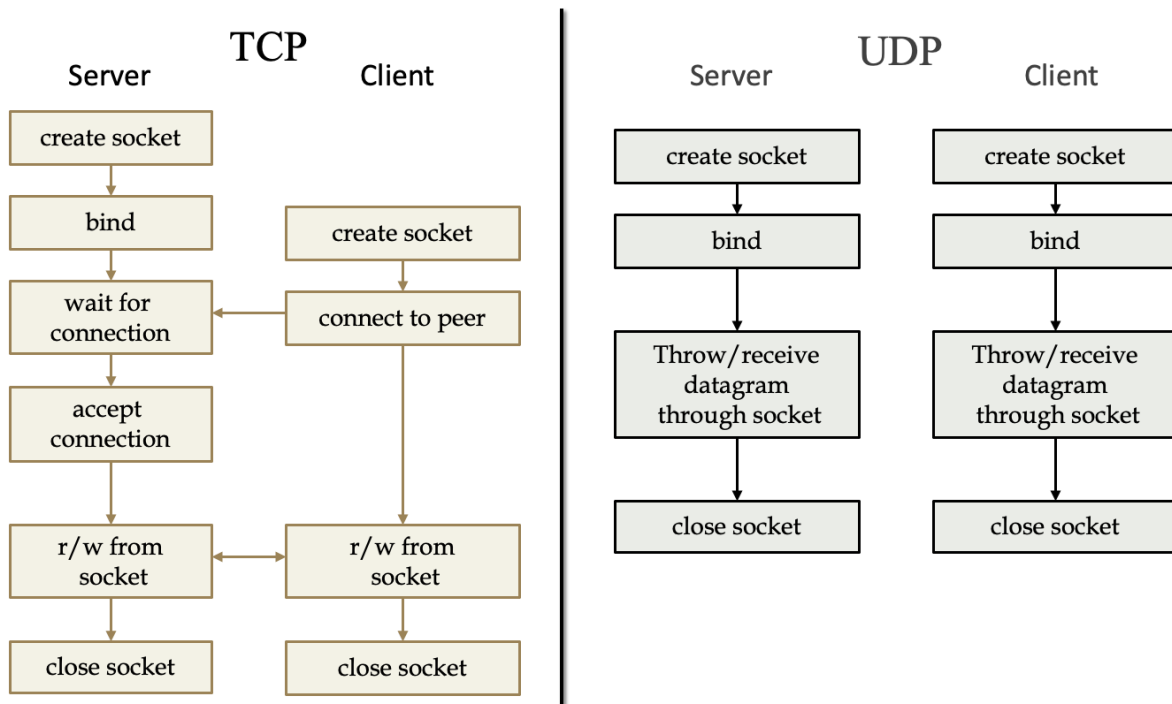 TCP
Server
Client
create socket
bind
wait for
connection
accept
connection
r/w from
socket
close socket
create socket
connect to peer
r/w from
socket
close socket
UDP
Server
Client
create socket
bind
Throw/receive
datagram
through socket
close socket
create socket
bind
Throw/receive
datagram
through socket
close socket